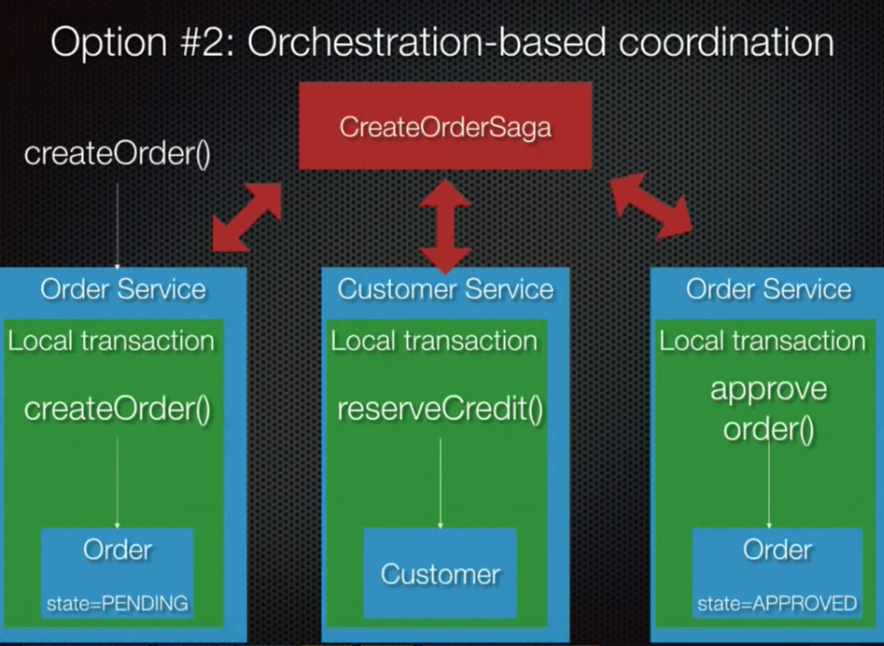 Option #2: Orchestration-based coordination
CreateOrderSaga
createOrder()
Order Service
Local transaction
createOrder()
Order
state=PENDING
Customer Service
Local transaction
reserveCredit()
Customer
Order Service
Local transaction
approve
order()
Order
state=APPROVED